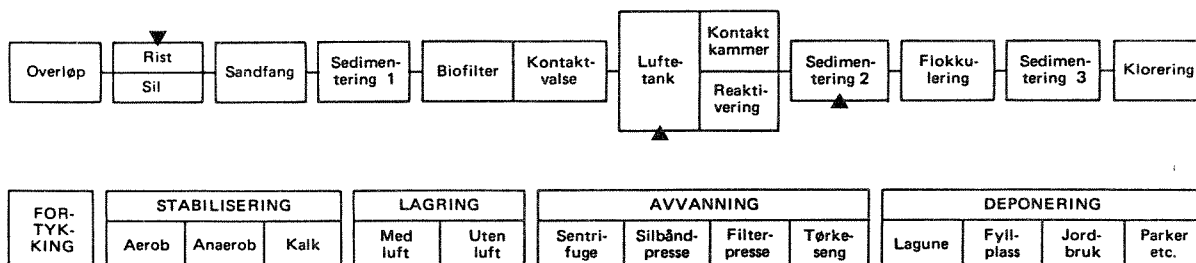 Overløp
Rist
Sil
Sandfang
Sedimen-
tering 1
Biofilter
Kontakt-
valse
Lufte-
tank
Kontakt
kammer
Reakti-
vering
Sedimen-
tering 2
Flokku-
lering
Sedimen-
tering 3
Klorering
FOR-
TYK-
KING
STABILISERING
Aerob
Anaerob
Kalk
LAGRING
Med
luft
Uten
luft
AVVANNING
Sentri-
fuge
Silbånd-
presse
Filter-
presse
Tørke-
seng
DEPONERING
Lagune
Fyll-
plass
Jord-
bruk
Parker
etc.